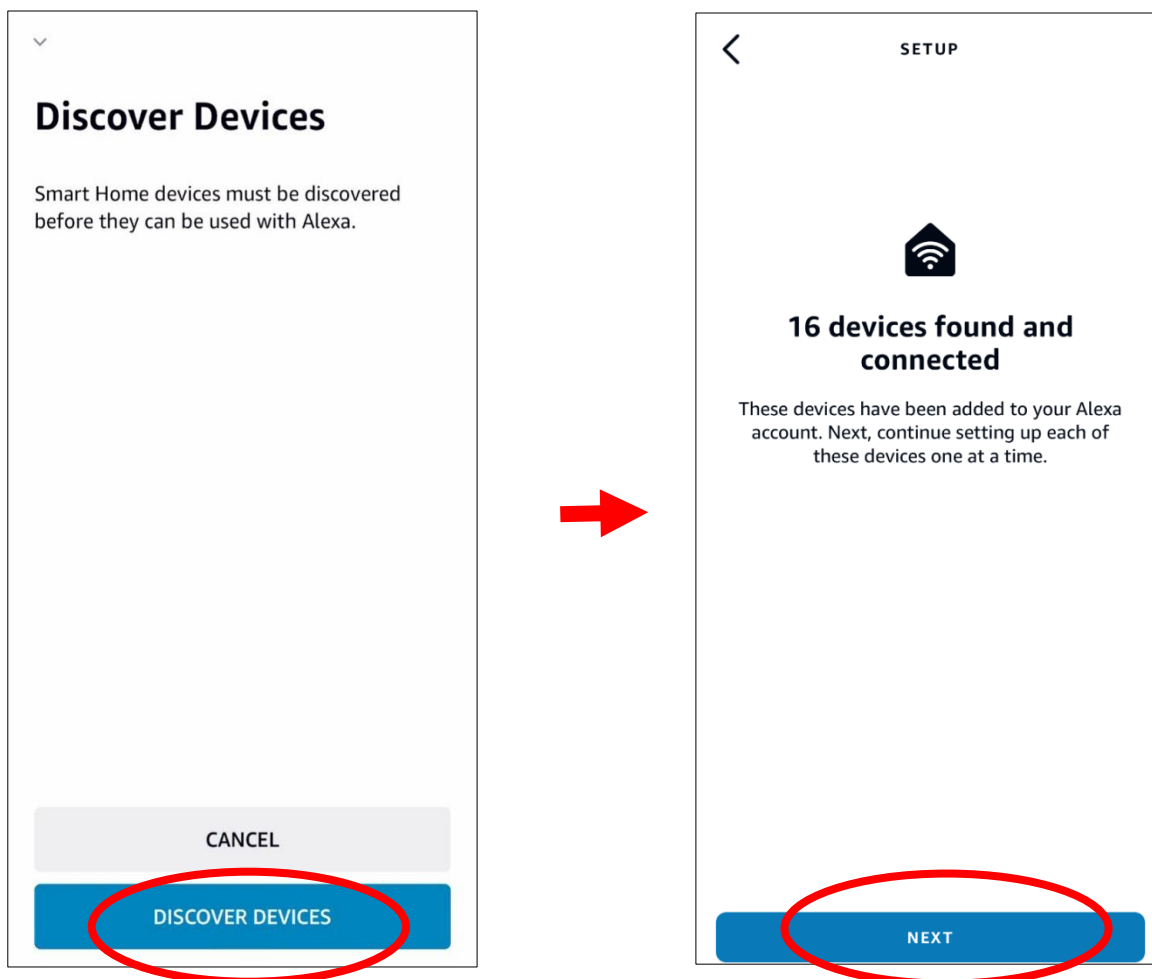 Discover Devices
Smart Home devices must be discovered
before they can be used with Alexa.
CANCEL
DISCOVER DEVICES
SETUP
16 devices found and
connected
These devices have been added to your Alexa
account. Next, continue setting up each of
these devices one at a time.
NEXT